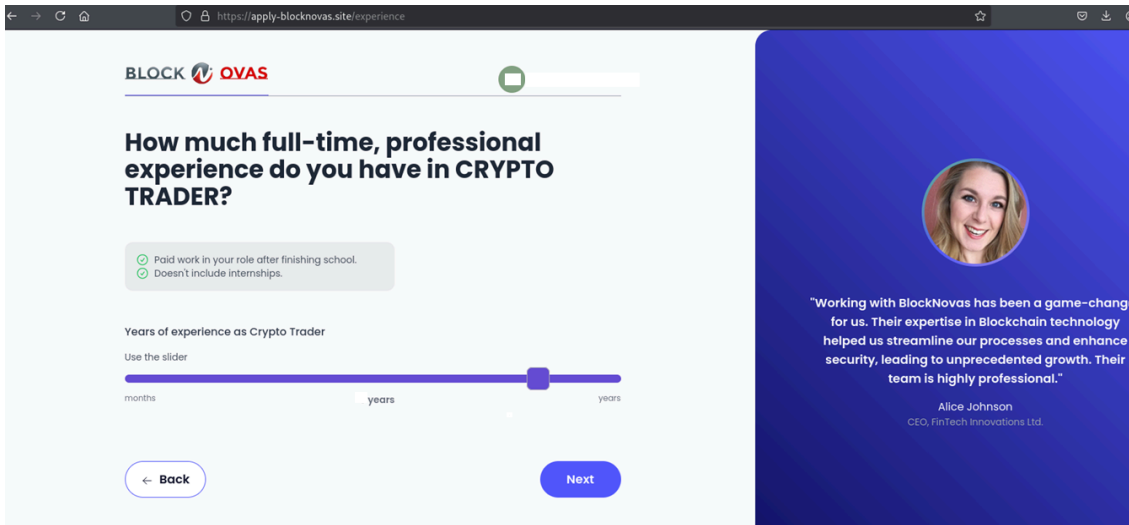 https://apply-blocknovas.site/experience
BLOCK N OVAS
How much full-time, professional
experience do you have in CRYPTO
TRADER?
Paid work in your role after finishing school.
Doesn't include internships.
Years of experience as Crypto Trader
Use the slider
months
years
years
← Back
Next
"Working with BlockNovas has been a game-chang
for us. Their expertise in Blockchain technology
helped us streamline our processes and enhance
security, leading to unprecedented growth. Their
team is highly professional."
Alice Johnson
CEO, FinTech Innovations Ltd.